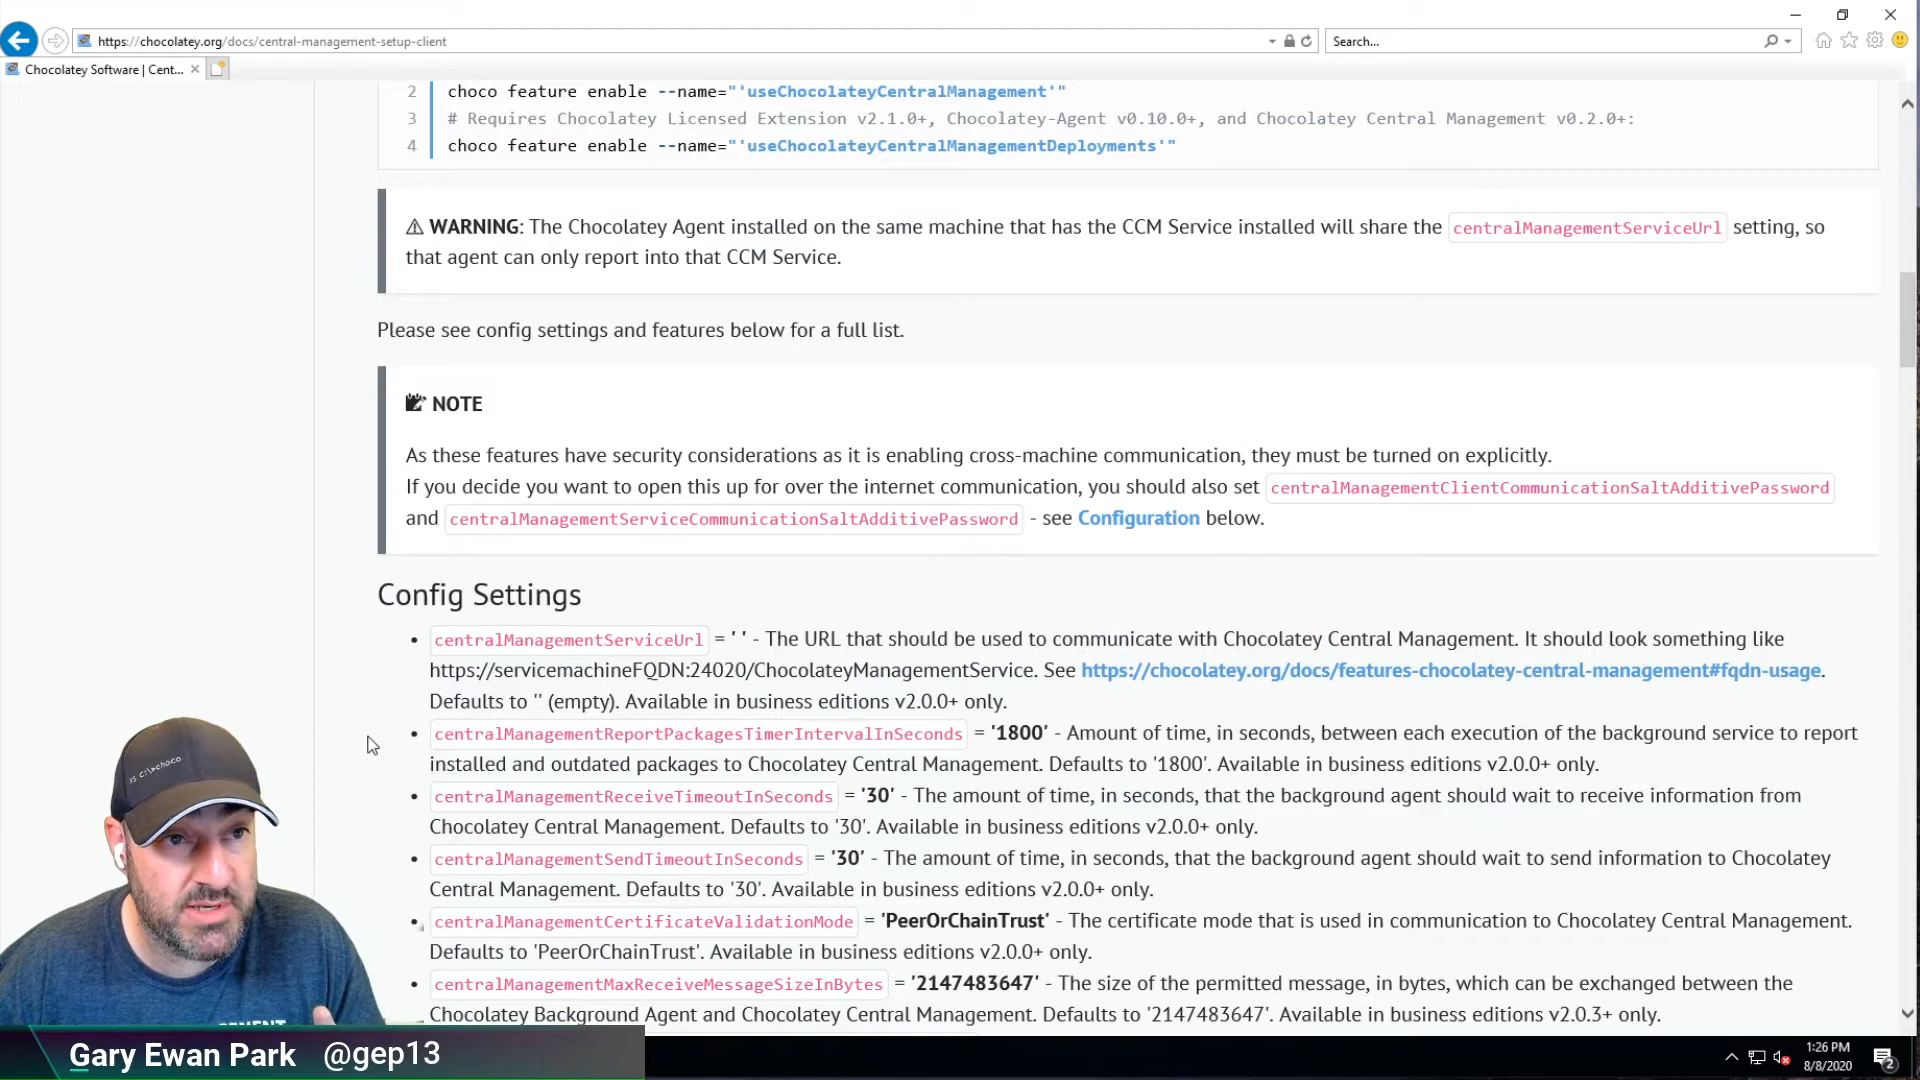 https://chocolatey.org/docs/central-management-setup-client
Search...
Chocolatey Software | Cent...
2 choco feature enable --name="'useChocolateyCentralManagement'"
3 # Requires Chocolatey Licensed Extension v2.1.0+, Chocolatey-Agent v0.10.0+, and Chocolatey Central Management v0.2.0+:
4 choco feature enable --name="'useChocolateyCentralManagementDeployments'"
⚠ WARNING: The Chocolatey Agent installed on the same machine that has the CCM Service installed will share the centralManagementServiceUrl setting, so
that agent can only report into that CCM Service.
Please see config settings and features below for a full list.
NOTE
As these features have security considerations as it is enabling cross-machine communication, they must be turned on explicitly.
If you decide you want to open this up for over the internet communication, you should also set centralManagementClientCommunicationSaltAdditivePassword
and centralManagementServiceCommunicationSaltAdditivePassword - see Configuration below.
Config Settings
• centralManagementServiceUrl = ' ' - The URL that should be used to communicate with Chocolatey Central Management. It should look something like
https://servicemachineFQDN:24020/ChocolateyManagementService. See https://chocolatey.org/docs/features-chocolatey-central-management#fqdn-usage.
Defaults to '' (empty). Available in business editions v2.0.0+ only.
• centralManagementReportPackagesTimerIntervalInSeconds = '1800' - Amount of time, in seconds, between each execution of the background service to report
installed and outdated packages to Chocolatey Central Management. Defaults to '1800'. Available in business editions v2.0.0+ only.
• centralManagementReceiveTimeoutInSeconds = '30' - The amount of time, in seconds, that the background agent should wait to receive information from
Chocolatey Central Management. Defaults to '30'. Available in business editions v2.0.0+ only.
• centralManagementSendTimeoutInSeconds = '30' - The amount of time, in seconds, that the background agent should wait to send information to Chocolatey
Central Management. Defaults to '30'. Available in business editions v2.0.0+ only.
• centralManagementCertificateValidationMode = 'PeerOrChainTrust' - The certificate mode that is used in communication to Chocolatey Central Management.
Defaults to 'PeerOrChainTrust'. Available in business editions v2.0.0+ only.
• centralManagementMaxReceiveMessageSizeInBytes = '2147483647' - The size of the permitted message, in bytes, which can be exchanged between the
Chocolatey Background Agent and Chocolatey Central Management. Defaults to '2147483647'. Available in business editions v2.0.3+ only.
Gary Ewan Park @gep13
1:26 PM
8/8/2020
2